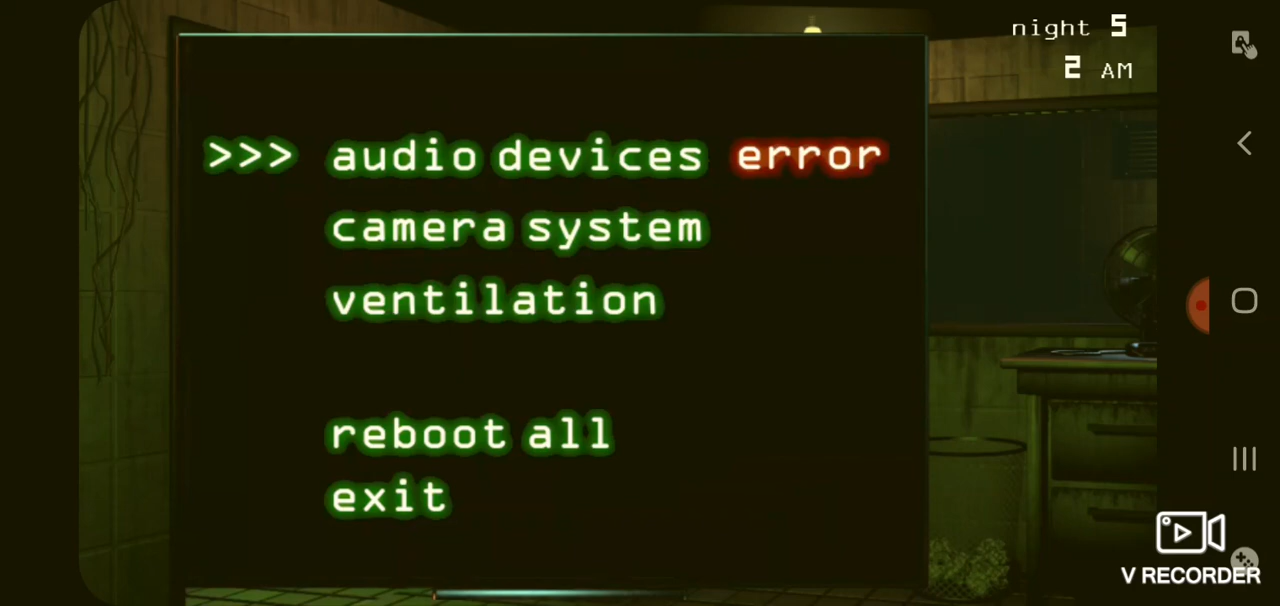 night 5
2 AM
>>> audio devices error
camera system
ventilation
reboot all
exit
V RECORDER